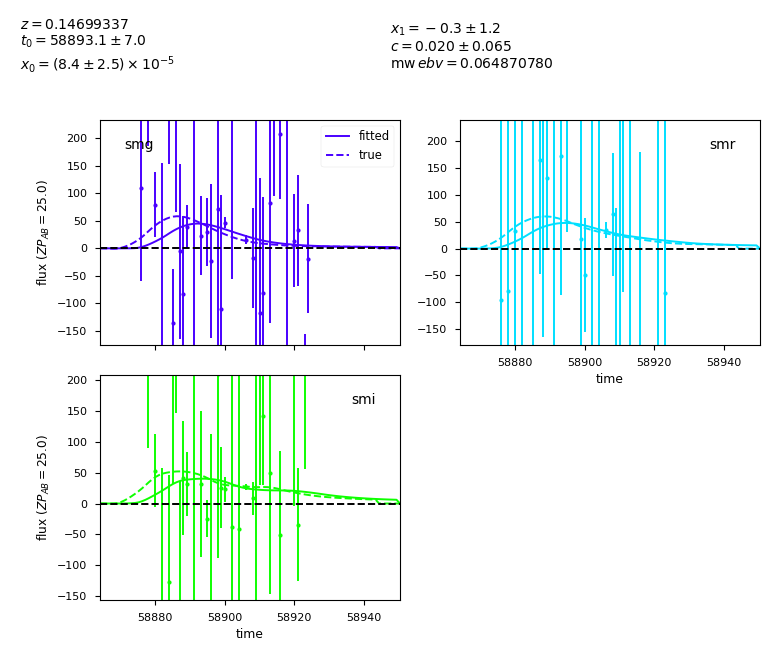 z = 0.14699337
t₀ = 58893.1 ± 7.0
x₀ = (8.4 ± 2.5) × 10⁻⁵
x₁ = −0.3 ± 1.2
c = 0.020 ± 0.065
mwebv = 0.064870780
smg
fitted
true
200
150
100
50
0
−50
−100
−150
flux (ZP_AB = 25.0)
smr
200
150
100
50
0
−50
−100
−150
58880 58900 58920 58940
time
smi
200
150
100
50
0
−50
−100
−150
flux (ZP_AB = 25.0)
58880 58900 58920 58940
time